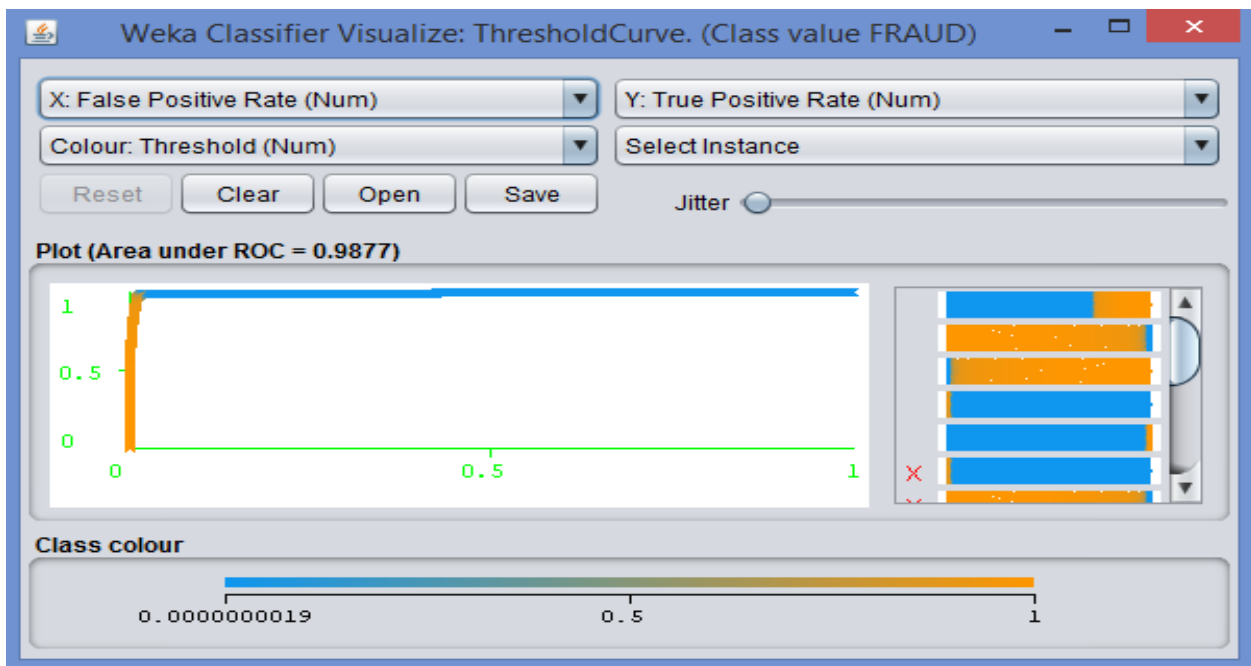 Weka Classifier Visualize: ThresholdCurve. (Class value FRAUD)
X: False Positive Rate (Num)
Y: True Positive Rate (Num)
Colour: Threshold (Num)
Select Instance
Reset Clear Open Save Jitter
Plot (Area under ROC = 0.9877)
1
0.5
0
0 0.5 1
X
Class colour
0.0000000019 0.5 1